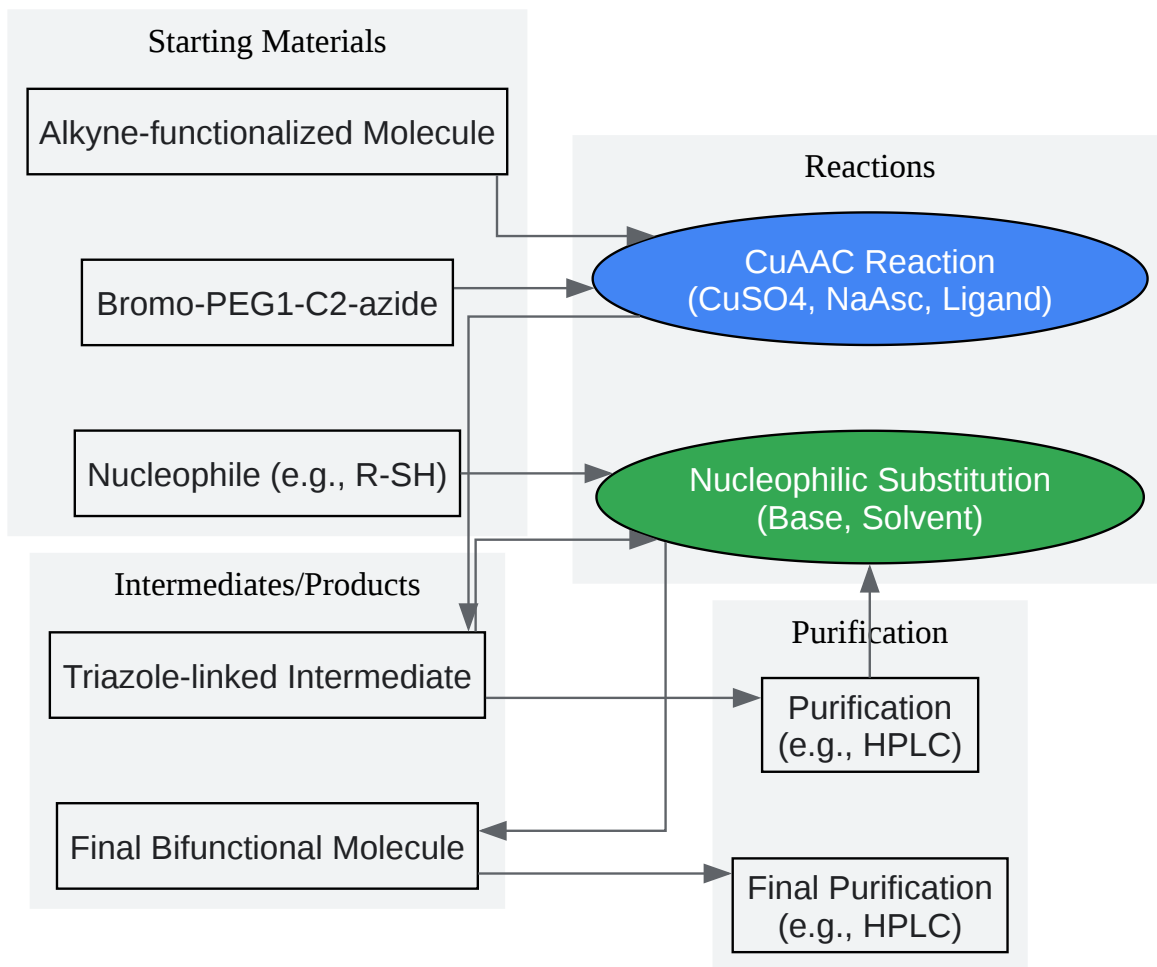 Starting Materials
Alkyne-functionalized Molecule
Bromo-PEG1-C2-azide
Nucleophile (e.g., R-SH)
Reactions
CuAAC Reaction
(CuSO4, NaAsc, Ligand)
Nucleophilic Substitution
(Base, Solvent)
Intermediates/Products
Triazole-linked Intermediate
Final Bifunctional Molecule
Purification
Purification
(e.g., HPLC)
Final Purification
(e.g., HPLC)